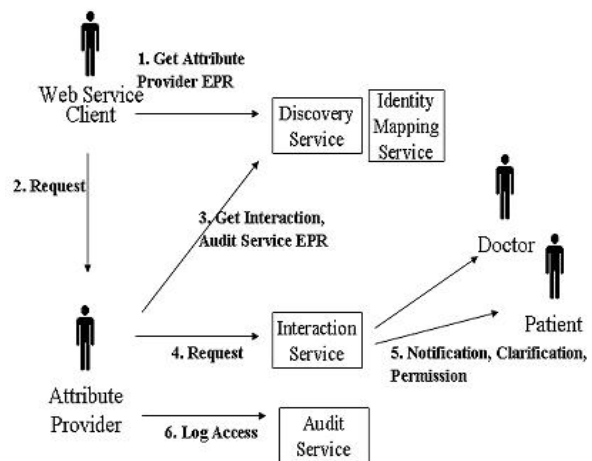 1. Get Attribute
Provider EPR
Web Service
Client
Discovery
Service
Identity
Mapping
Service
2. Request
3. Get Interaction,
Audit Service EPR
Doctor
Patient
4. Request
Interaction
Service
5. Notification, Clarification,
Permission
Attribute
Provider
6. Log Access
Audit
Service